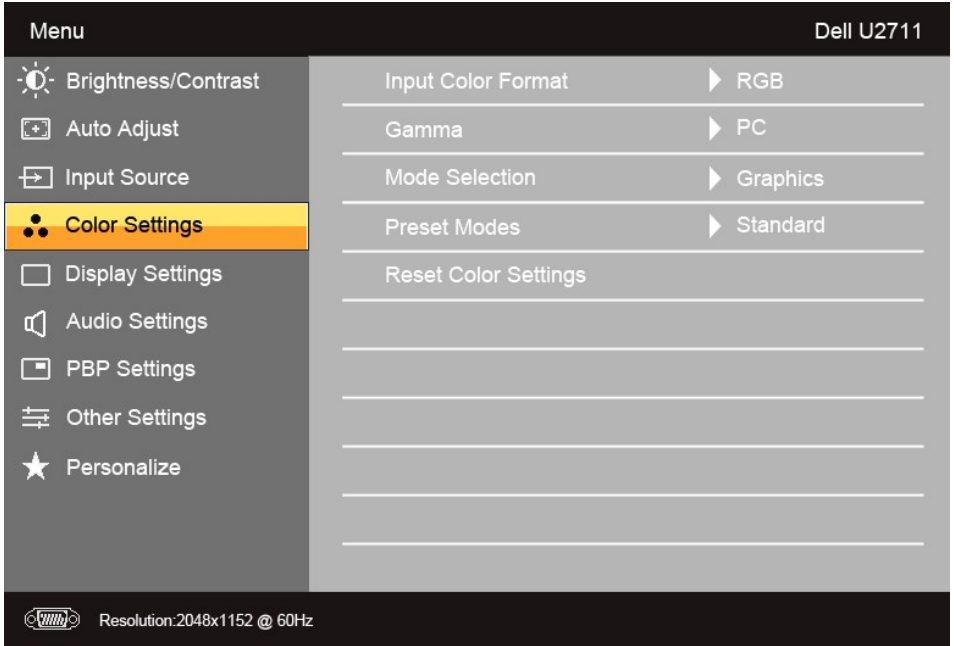 Menu Dell U2711
Brightness/Contrast Input Color Format RGB
Auto Adjust Gamma PC
Input Source Mode Selection Graphics
Color Settings Preset Modes Standard
Display Settings Reset Color Settings
Audio Settings
PBP Settings
Other Settings
Personalize
Resolution:2048x1152 @ 60Hz